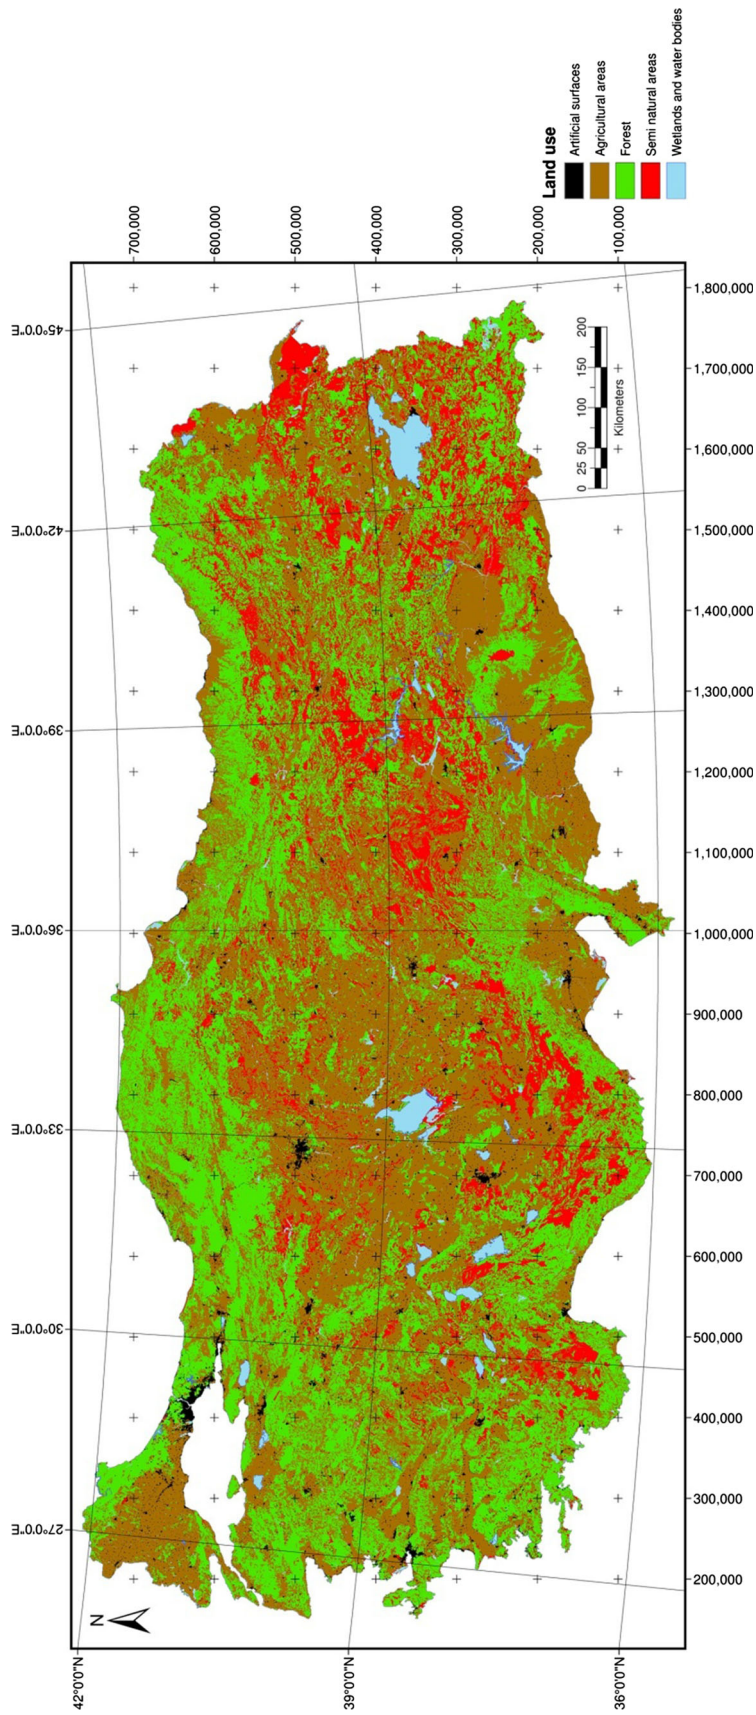 27°0'0"E
30°0'0"E
33°0'0"E
36°0'0"E
39°0'0"E
42°0'0"E
45°0'0"E
42°0'0"N
39°0'0"N
36°0'0"N
N
700,000
600,000
500,000
400,000
300,000
200,000
100,000
0 25 50 100 150 200
Kilometers
200,000
300,000
400,000
500,000
600,000
700,000
800,000
900,000
1,000,000
1,100,000
1,200,000
1,300,000
1,400,000
1,500,000
1,600,000
1,700,000
1,800,000
Land use
Artificial surfaces
Agricultural areas
Forest
Semi natural areas
Wetlands and water bodies